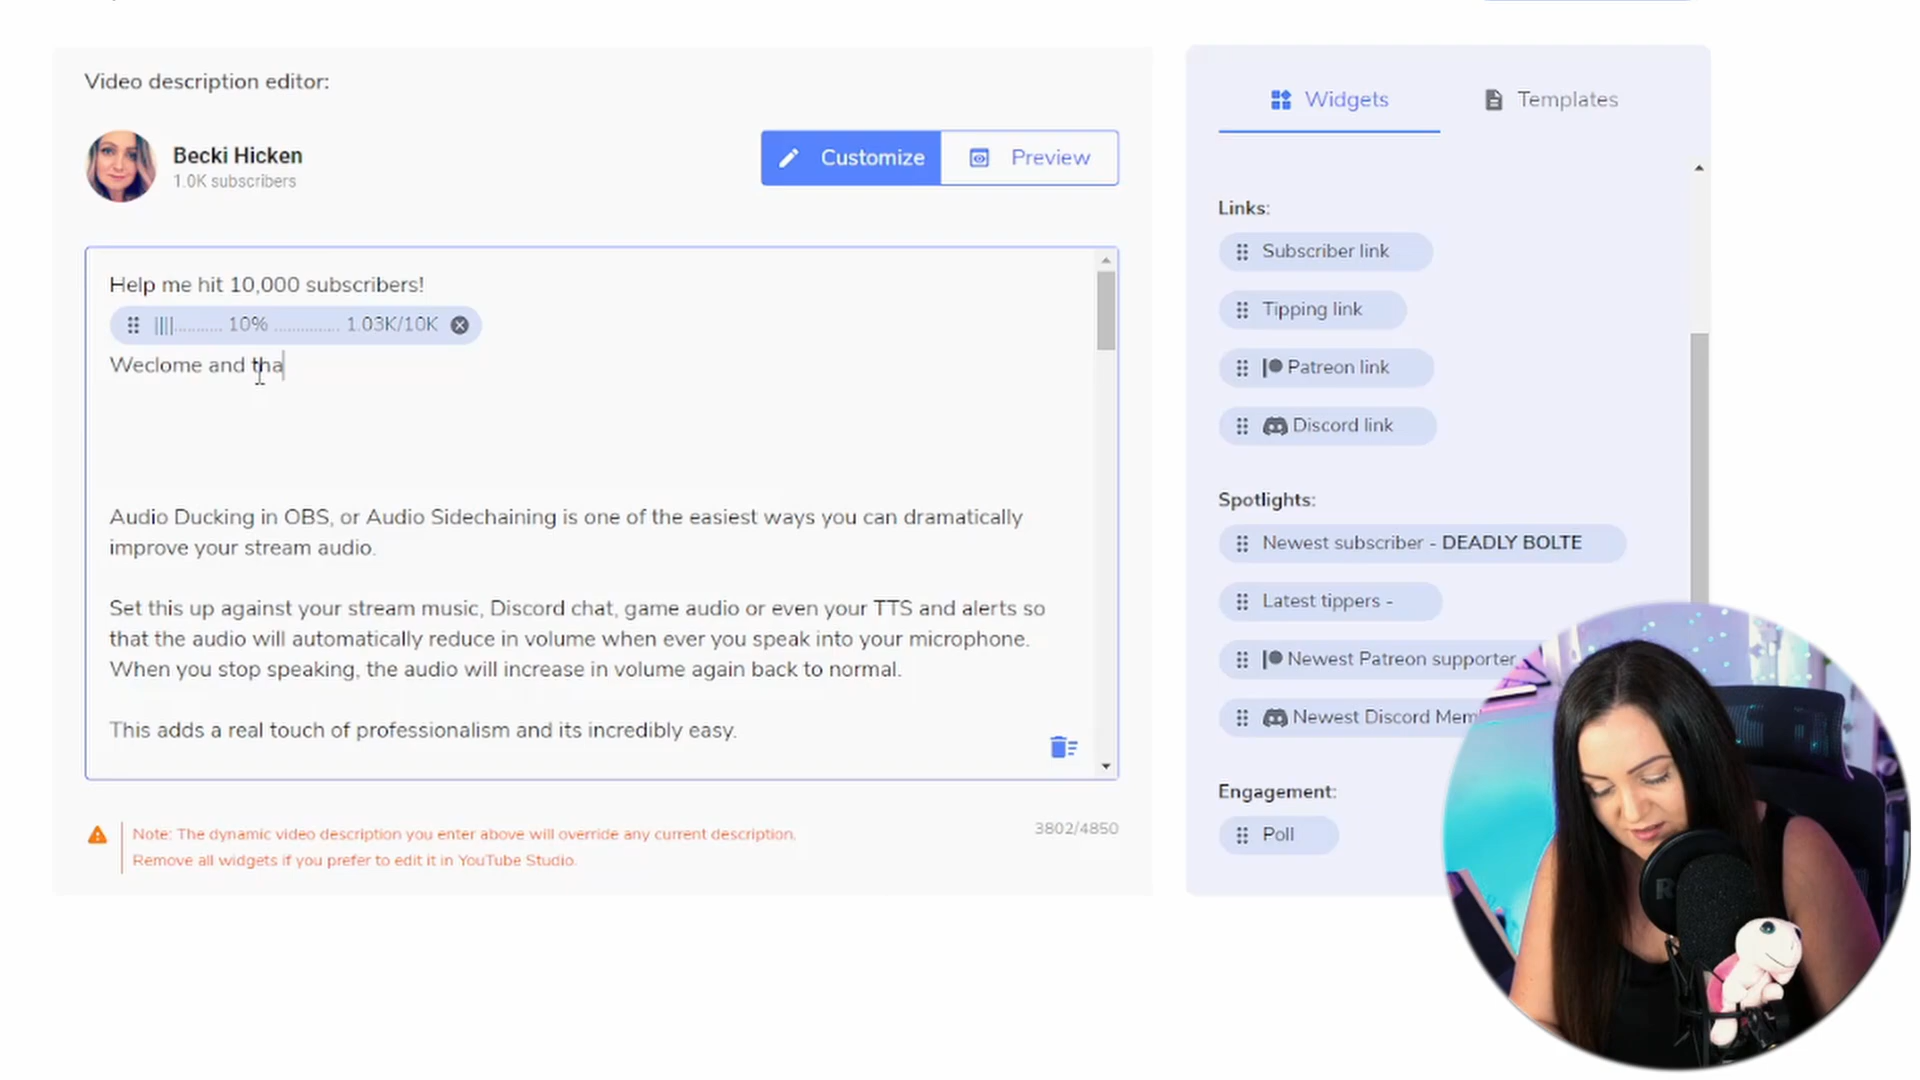 Video description editor:
Becki Hicken
1.0K subscribers
Customize
Preview
Help me hit 10,000 subscribers!
||||........... 10% ............... 1.03K/10K
Weclome and tha
Audio Ducking in OBS, or Audio Sidechaining is one of the easiest ways you can dramatically
improve your stream audio.
Set this up against your stream music, Discord chat, game audio or even your TTS and alerts so
that the audio will automatically reduce in volume when ever you speak into your microphone.
When you stop speaking, the audio will increase in volume again back to normal.
This adds a real touch of professionalism and its incredibly easy.
Note: The dynamic video description you enter above will override any current description.
Remove all widgets if you prefer to edit it in YouTube Studio.
3802/4850
Widgets
Templates
Links:
Subscriber link
Tipping link
Patreon link
Discord link
Spotlights:
Newest subscriber - DEADLY BOLTE
Latest tippers -
Newest Patreon supporter -
Newest Discord Mem
Engagement:
Poll